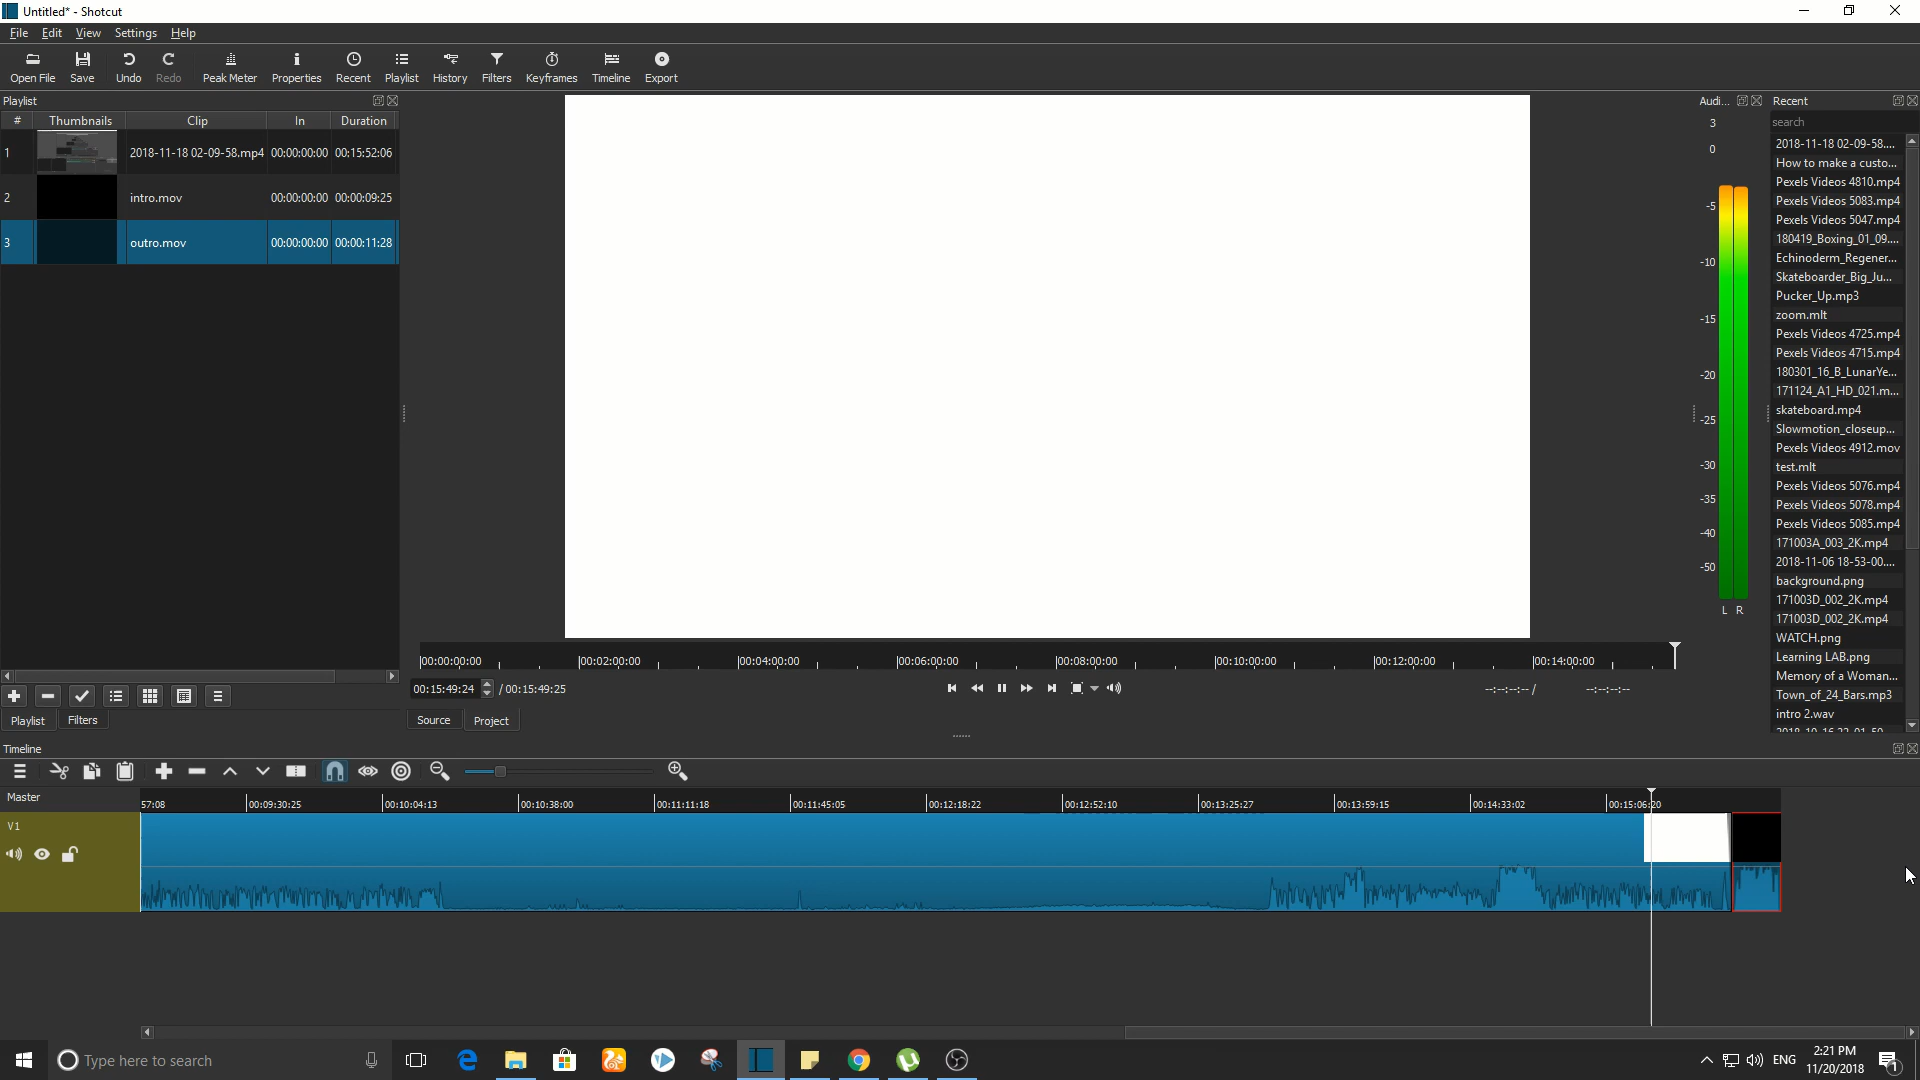 Untitled* - Shotcut
File Edit View Settings Help
Open File Save Undo Redo Peak Meter Properties Recent Playlist History Filters Keyframes Timeline Export
Playlist
# Thumbnails Clip In Duration
1 2018-11-18 02-09-58.mp4 00:00:00:00 00:15:52:06
2 intro.mov 00:00:00:00 00:00:09:25
3 outro.mov 00:00:00:00 00:00:11:28
Playlist Filters
00:00:00:00 00:02:00:00 00:04:00:00 00:06:00:00 00:08:00:00 00:10:00:00 00:12:00:00 00:14:00:00
00:15:49:24 / 00:15:49:25
--:--:--:-- / --:--:--:--
Source Project
Audi...
3
0
-5
-10
-15
-20
-25
-30
-35
-40
-50
L R
Recent
search
2018-11-18 02-09-58....
How to make a custo...
Pexels Videos 4810.mp4
Pexels Videos 5083.mp4
Pexels Videos 5047.mp4
180419_Boxing_01_09....
Echinoderm_Regener...
Skateboarder_Big_Ju...
Pucker_Up.mp3
zoom.mlt
Pexels Videos 4725.mp4
Pexels Videos 4715.mp4
180301_16_B_LunarYe...
171124_A1_HD_021.m...
skateboard.mp4
Slowmotion_closeup...
Pexels Videos 4912.mov
test.mlt
Pexels Videos 5076.mp4
Pexels Videos 5078.mp4
Pexels Videos 5085.mp4
171003A_003_2K.mp4
2018-11-06 18-53-00....
background.png
171003D_002_2K.mp4
171003D_002_2K.mp4
WATCH.png
Learning LAB.png
Memory of a Woman...
Town_of_24_Bars.mp3
intro 2.wav
Timeline
Master
57:08 00:09:30:25 00:10:04:13 00:10:38:00 00:11:11:18 00:11:45:05 00:12:18:22 00:12:52:10 00:13:25:27 00:13:59:15 00:14:33:02 00:15:06:20
V1
Type here to search
ENG
2:21 PM
11/20/2018
1